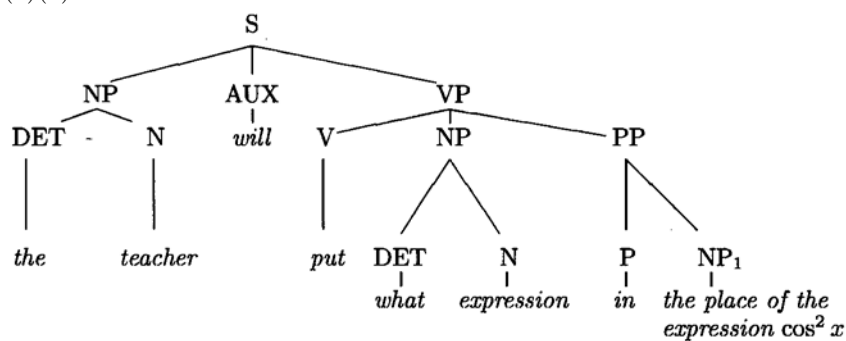 S
NP AUX VP
DET N will V NP PP
the teacher put DET N P NP₁
what expression in the place of the
expression cos² x